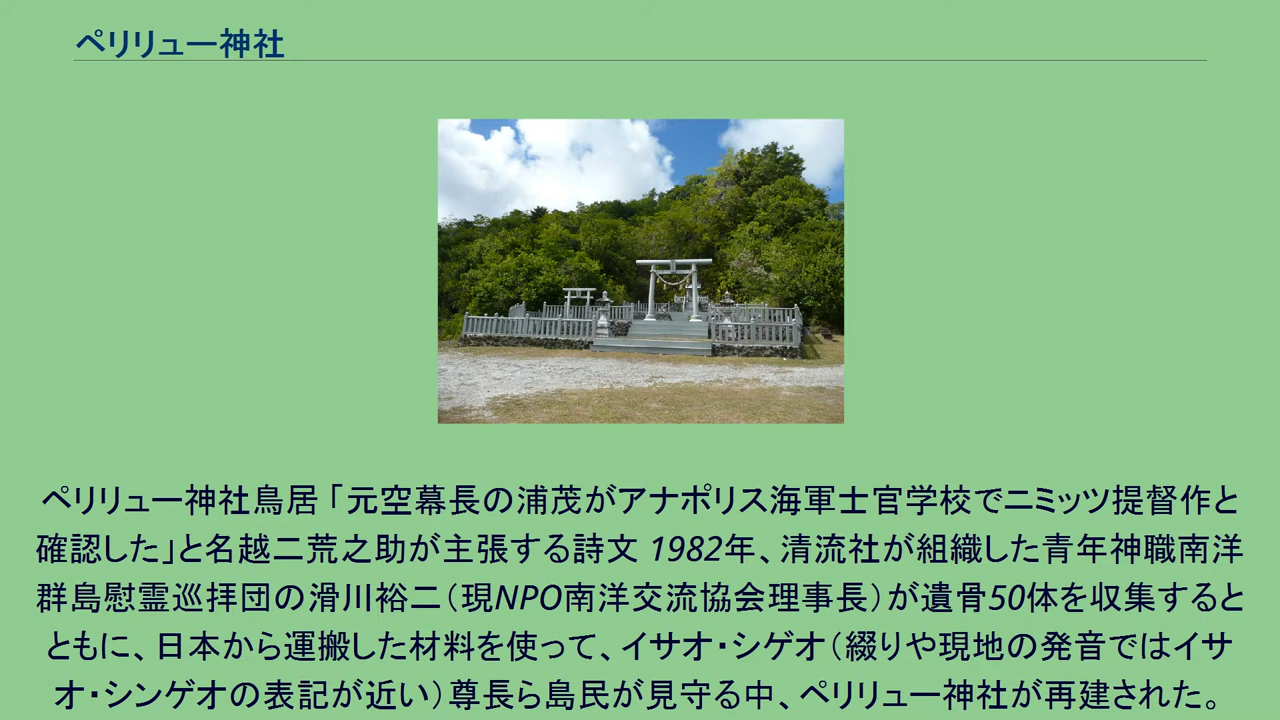 ペリリュー神社
ペリリュー神社鳥居 「元空幕長の浦茂がアナポリス海軍士官学校でニミッツ提督作と
確認した」と名越二荒之助が主張する詩文 1982年、清流社が組織した青年神職南洋
群島慰霊巡拝団の滑川裕二（現NPO南洋交流協会理事長）が遺骨50体を収集すると
ともに、日本から運搬した材料を使って、イサオ・シゲオ（綴りや現地の発音ではイサ
オ・シンゲオの表記が近い）尊長ら島民が見守る中、ペリリュー神社が再建された。